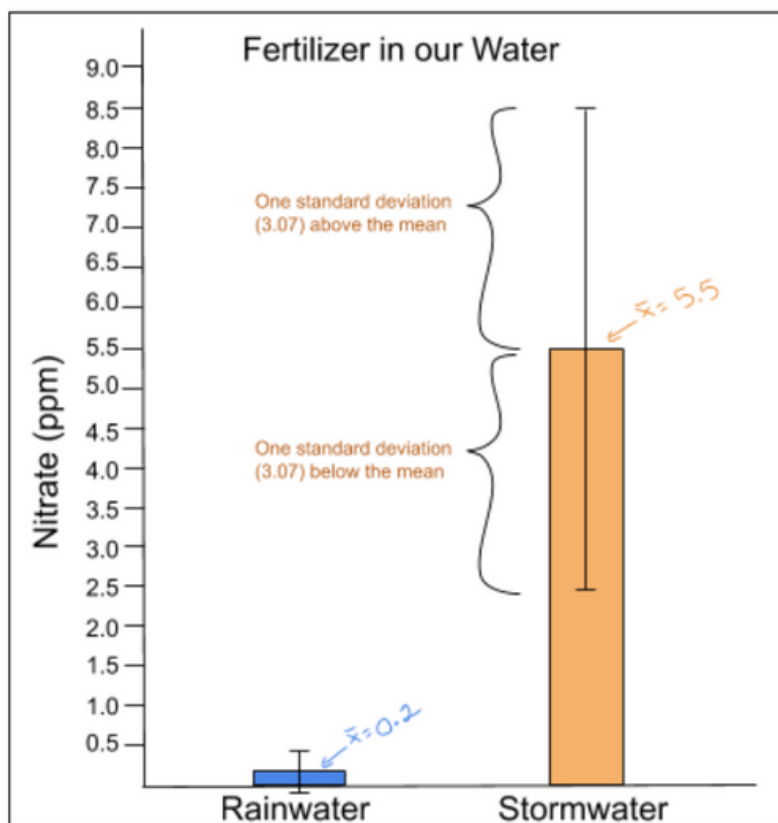 Fertilizer in our Water
Nitrate (ppm)
9.0
8.5
8.0
7.5
7.0
6.5
6.0
5.5
5.0
4.5
4.0
3.5
3.0
2.5
2.0
1.5
1.0
0.5
One standard deviation
(3.07) above the mean
x̄ = 5.5
One standard deviation
(3.07) below the mean
x̄ = 0.2
Rainwater
Stormwater